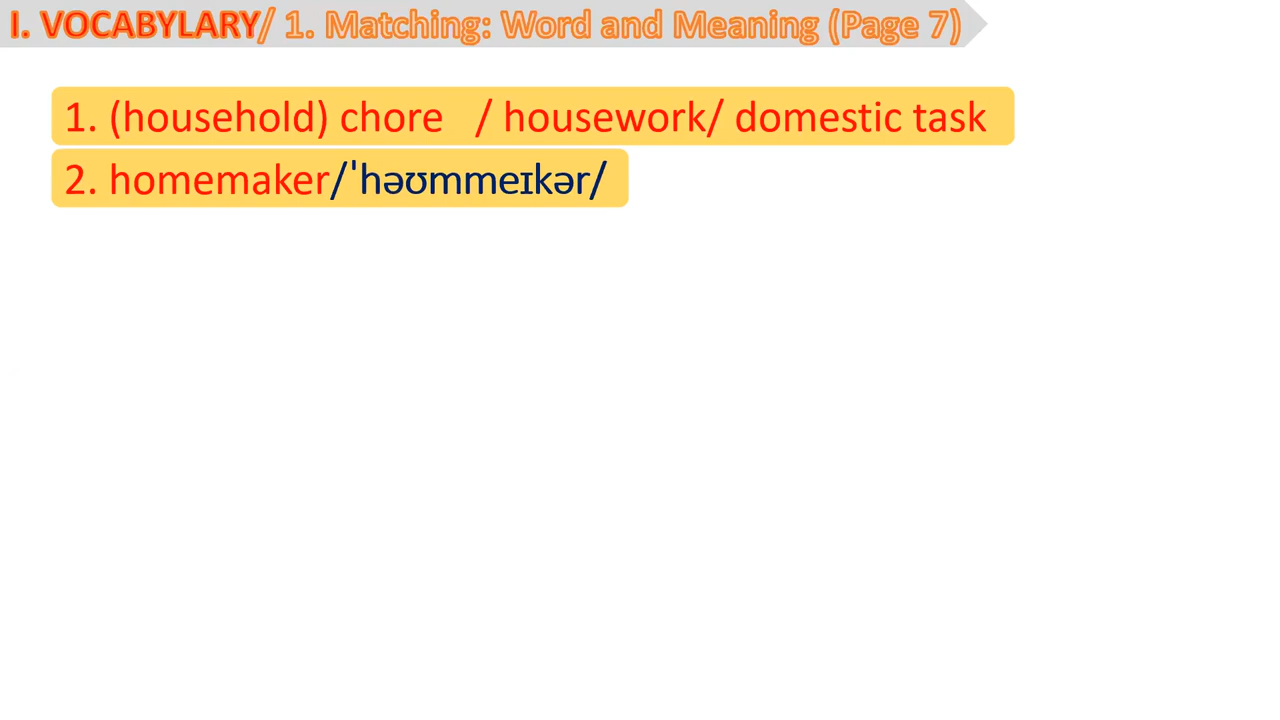 I. VOCABYLARY/ 1. Matching: Word and Meaning (Page 7)
1. (household) chore / housework/ domestic task
2. homemaker/ˈhəʊmmeɪkər/